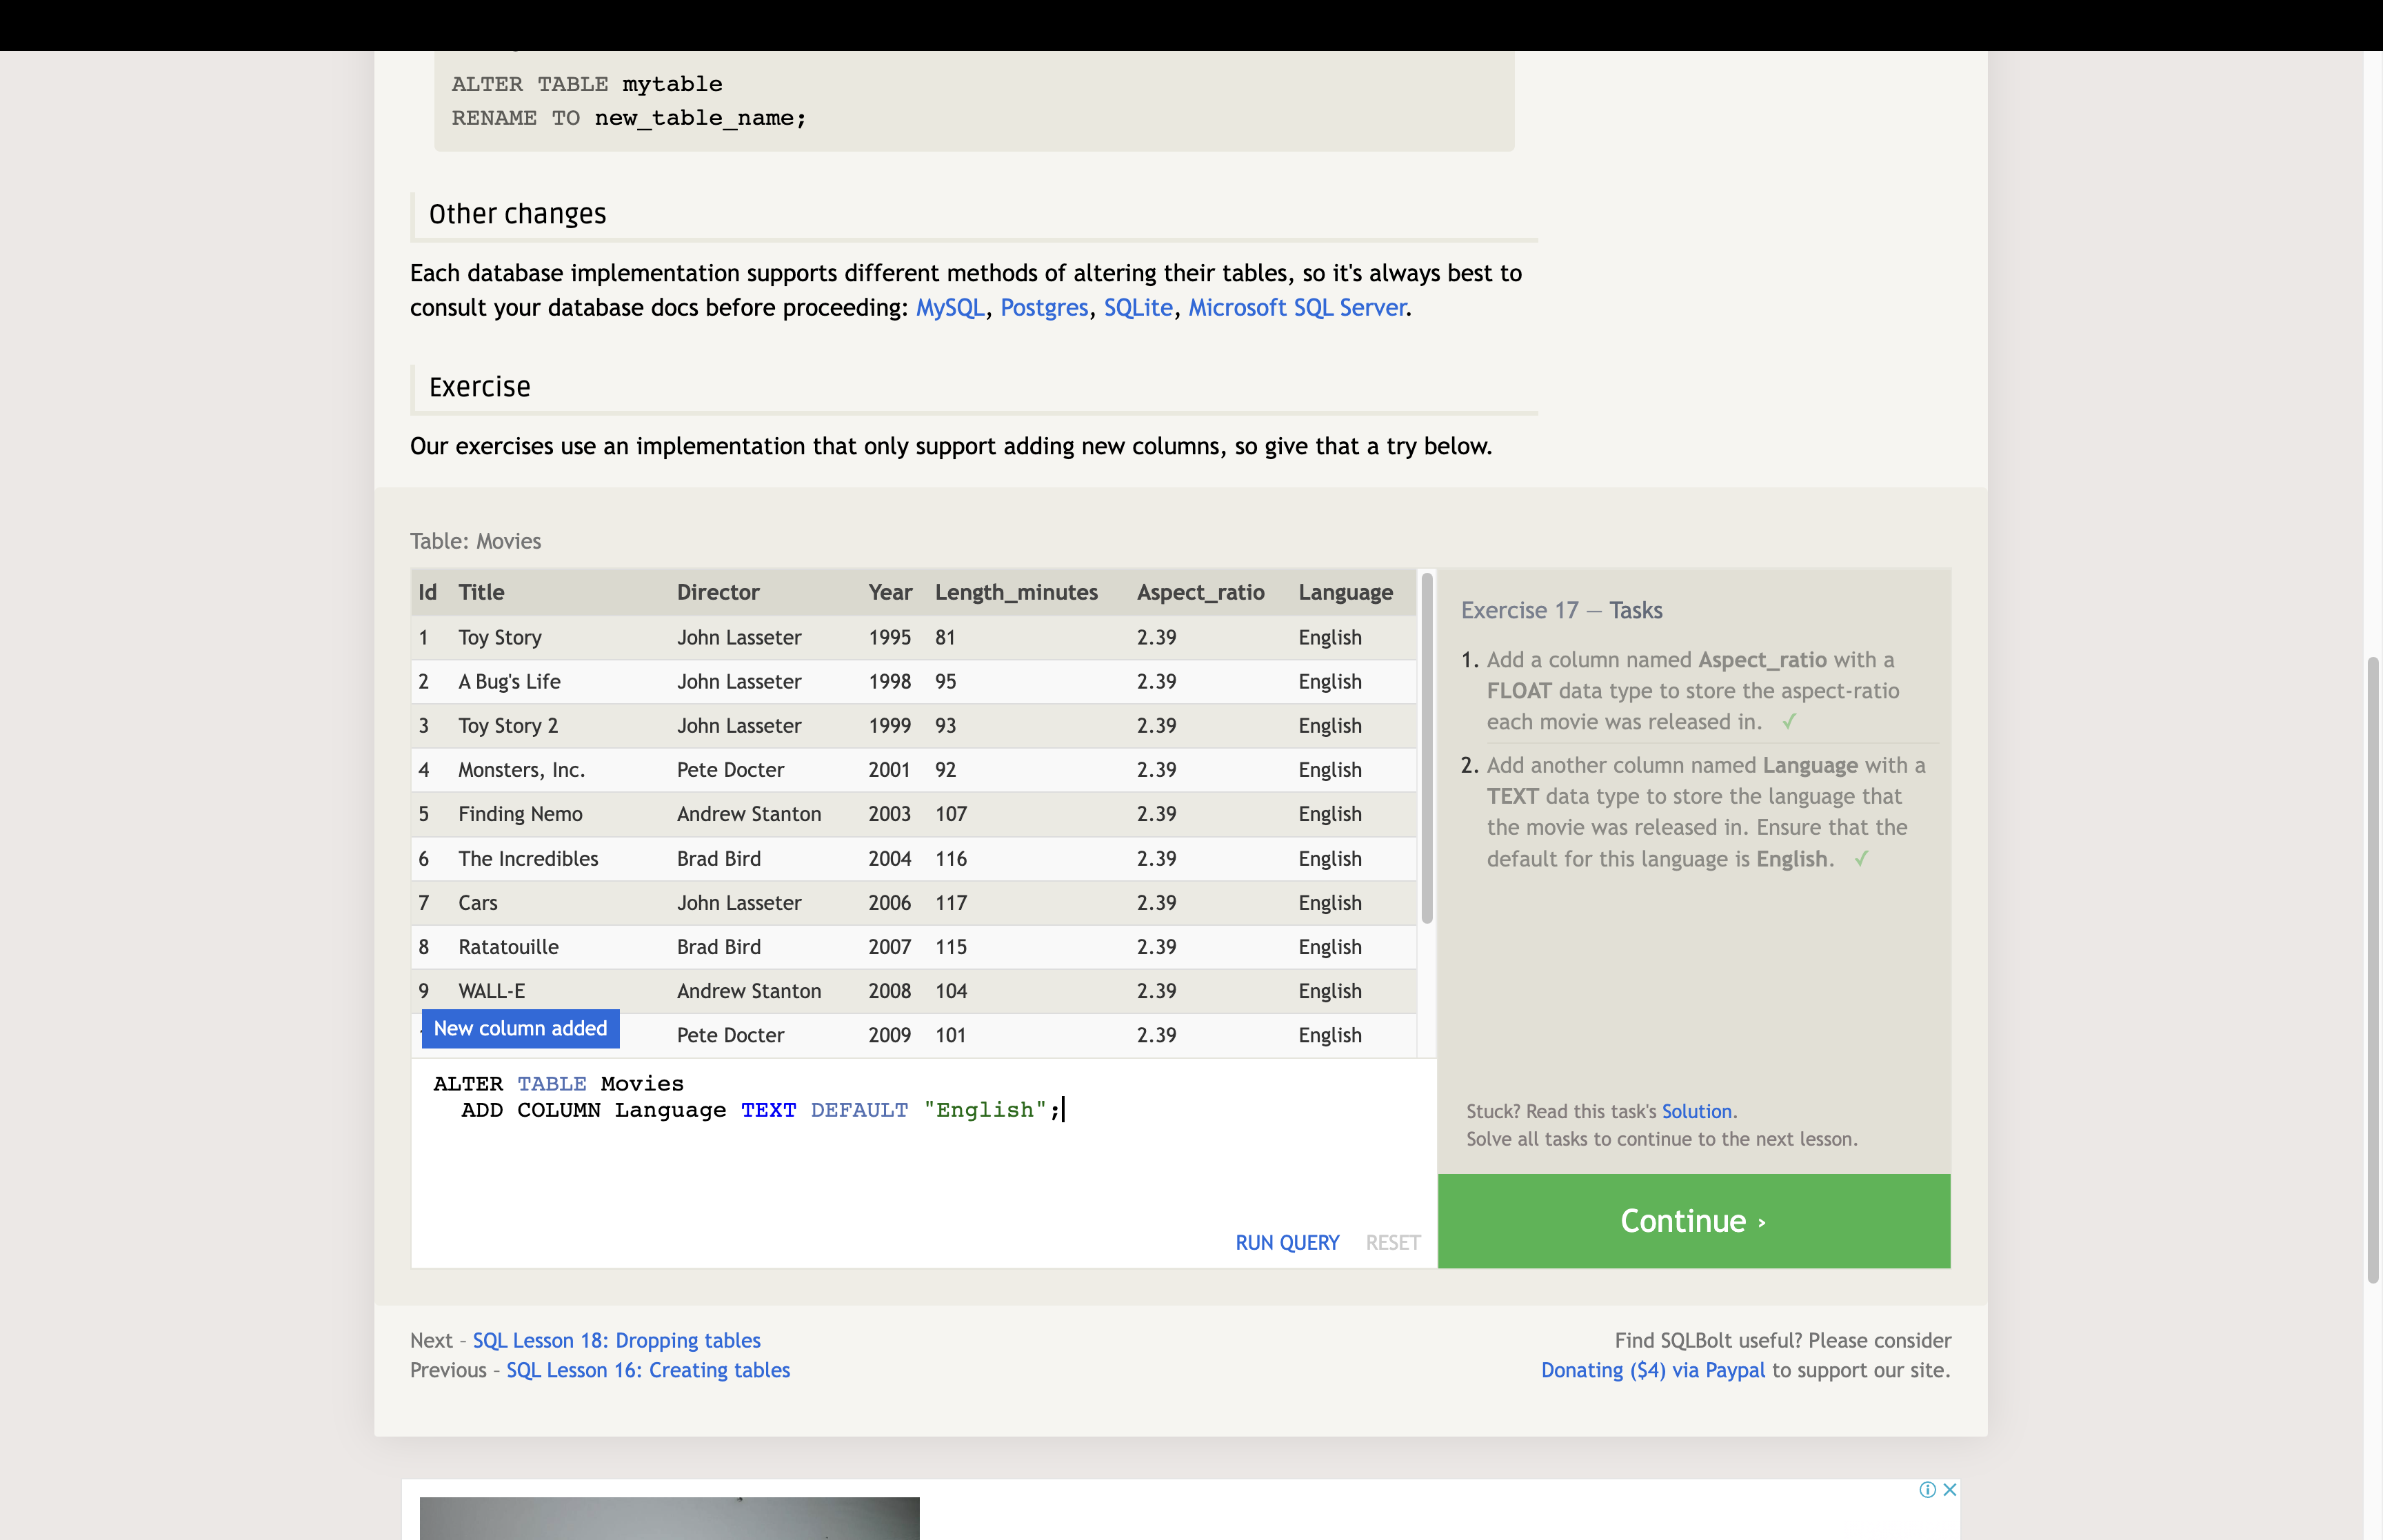 ALTER TABLE mytable
RENAME TO new_table_name;
Other changes
Each database implementation supports different methods of altering their tables, so it's always best to
consult your database docs before proceeding: MySQL, Postgres, SQLite, Microsoft SQL Server.
Exercise
Our exercises use an implementation that only support adding new columns, so give that a try below.
Table: Movies
Id Title Director Year Length_minutes Aspect_ratio Language
1 Toy Story John Lasseter 1995 81 2.39 English
2 A Bug's Life John Lasseter 1998 95 2.39 English
3 Toy Story 2 John Lasseter 1999 93 2.39 English
4 Monsters, Inc. Pete Docter 2001 92 2.39 English
5 Finding Nemo Andrew Stanton 2003 107 2.39 English
6 The Incredibles Brad Bird 2004 116 2.39 English
7 Cars John Lasseter 2006 117 2.39 English
8 Ratatouille Brad Bird 2007 115 2.39 English
9 WALL-E Andrew Stanton 2008 104 2.39 English
New column added
Pete Docter 2009 101 2.39 English
ALTER TABLE Movies
ADD COLUMN Language TEXT DEFAULT "English";
RUN QUERY RESET
Exercise 17 — Tasks
1. Add a column named Aspect_ratio with a
FLOAT data type to store the aspect-ratio
each movie was released in. ✓
2. Add another column named Language with a
TEXT data type to store the language that
the movie was released in. Ensure that the
default for this language is English. ✓
Stuck? Read this task's Solution.
Solve all tasks to continue to the next lesson.
Continue ›
Next – SQL Lesson 18: Dropping tables
Previous – SQL Lesson 16: Creating tables
Find SQLBolt useful? Please consider
Donating ($4) via Paypal to support our site.